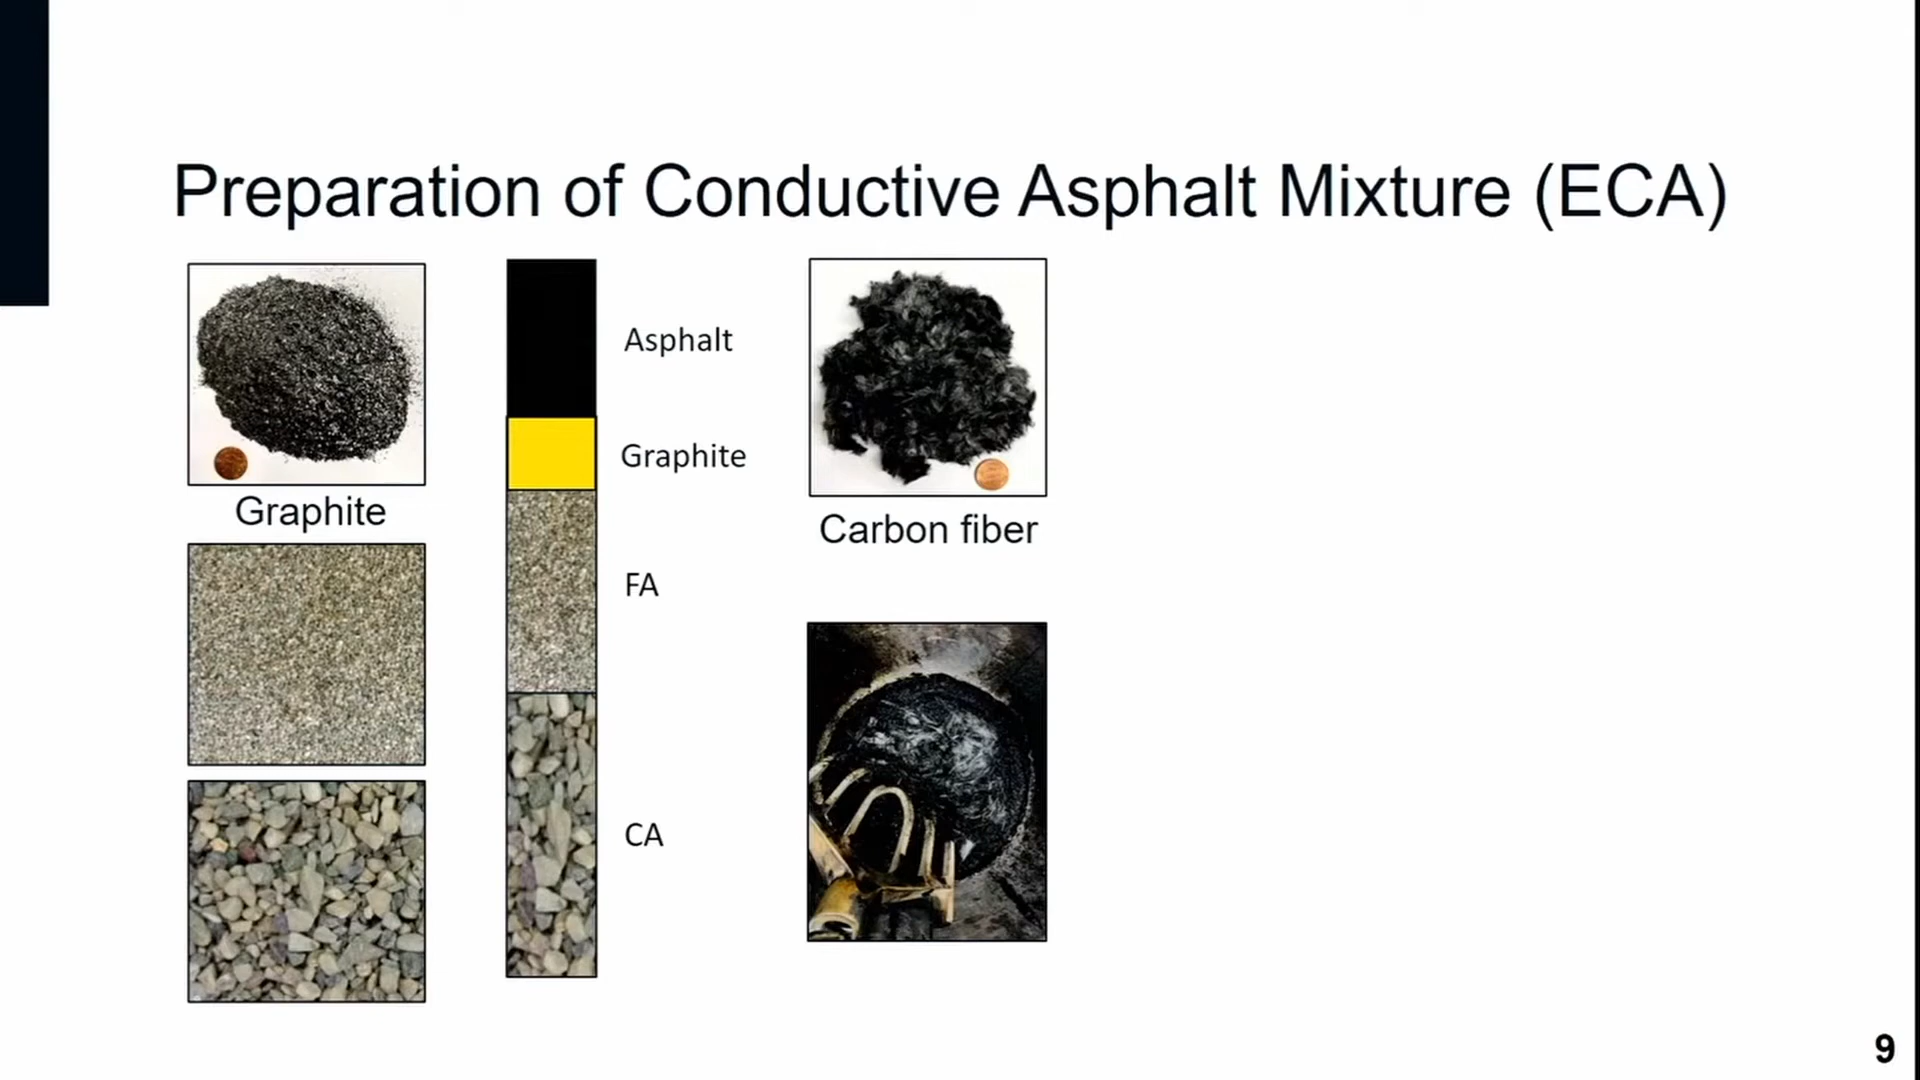 Preparation of Conductive Asphalt Mixture (ECA)
Asphalt
Graphite
Graphite
Carbon fiber
FA
CA
9